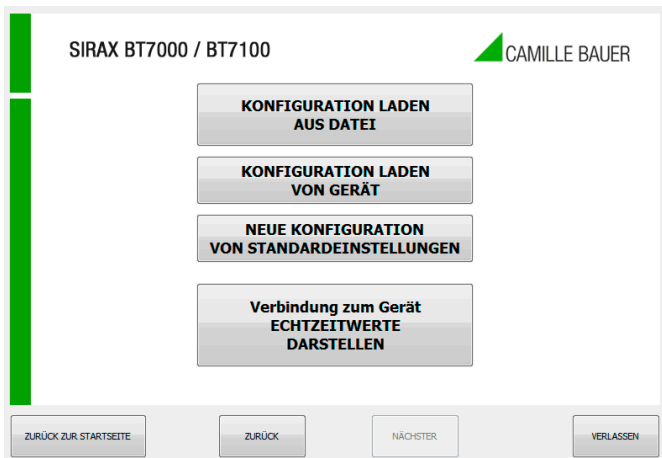 SIRAX BT7000 / BT7100
CAMILLE BAUER
KONFIGURATION LADEN
AUS DATEI
KONFIGURATION LADEN
VON GERÄT
NEUE KONFIGURATION
VON STANDARDEINSTELLUNGEN
Verbindung zum Gerät
ECHTZEITWERTE
DARSTELLEN
ZURÜCK ZUR STARTSEITE
ZURÜCK
NÄCHSTER
VERLASSEN